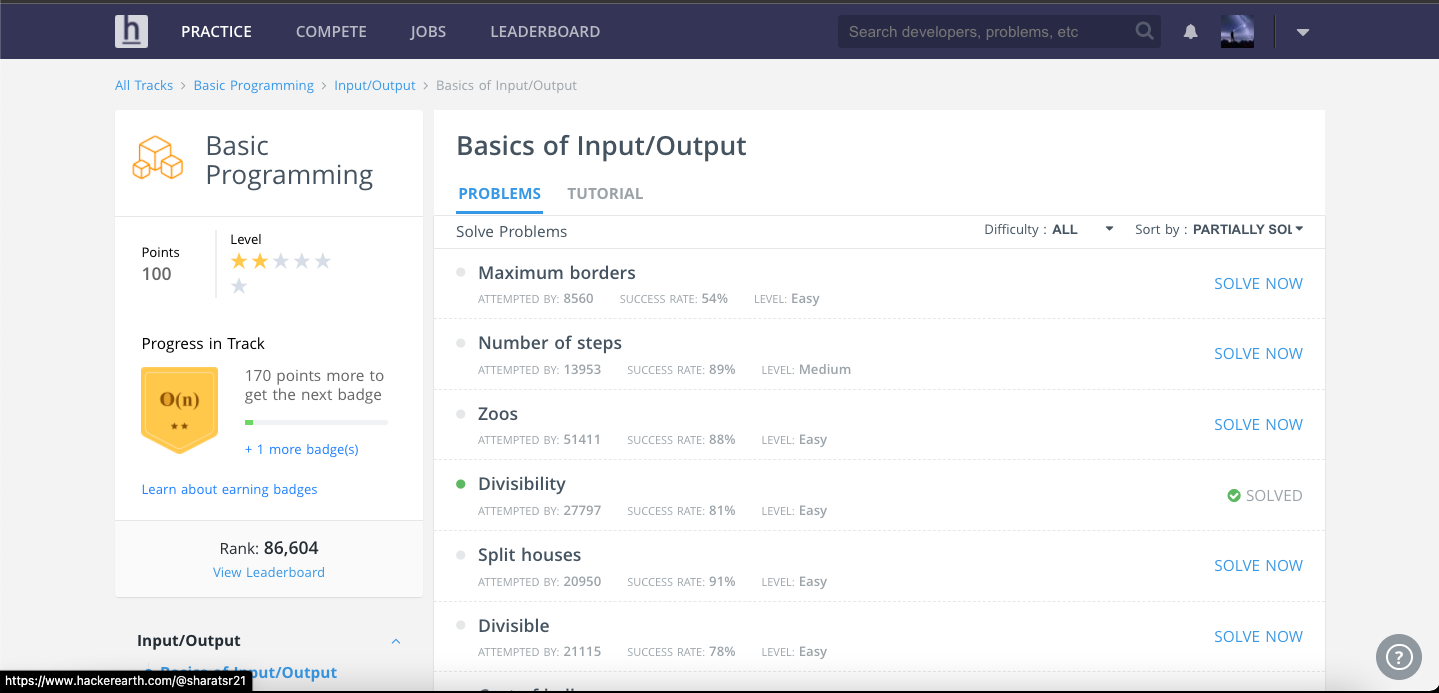 h PRACTICE COMPETE JOBS LEADERBOARD Search developers, problems, etc
All Tracks > Basic Programming > Input/Output > Basics of Input/Output
Basic
Programming
Points
100
Level
Progress in Track
O(n)
170 points more to
get the next badge
+ 1 more badge(s)
Learn about earning badges
Rank: 86,604
View Leaderboard
Input/Output
Basics of Input/Output
https://www.hackerearth.com/@sharatsr21
Basics of Input/Output
PROBLEMS TUTORIAL
Solve Problems Difficulty : ALL Sort by : PARTIALLY SOL
Maximum borders
ATTEMPTED BY: 8560 SUCCESS RATE: 54% LEVEL: Easy
SOLVE NOW
Number of steps
ATTEMPTED BY: 13953 SUCCESS RATE: 89% LEVEL: Medium
SOLVE NOW
Zoos
ATTEMPTED BY: 51411 SUCCESS RATE: 88% LEVEL: Easy
SOLVE NOW
Divisibility
ATTEMPTED BY: 27797 SUCCESS RATE: 81% LEVEL: Easy
SOLVED
Split houses
ATTEMPTED BY: 20950 SUCCESS RATE: 91% LEVEL: Easy
SOLVE NOW
Divisible
ATTEMPTED BY: 21115 SUCCESS RATE: 78% LEVEL: Easy
SOLVE NOW
?